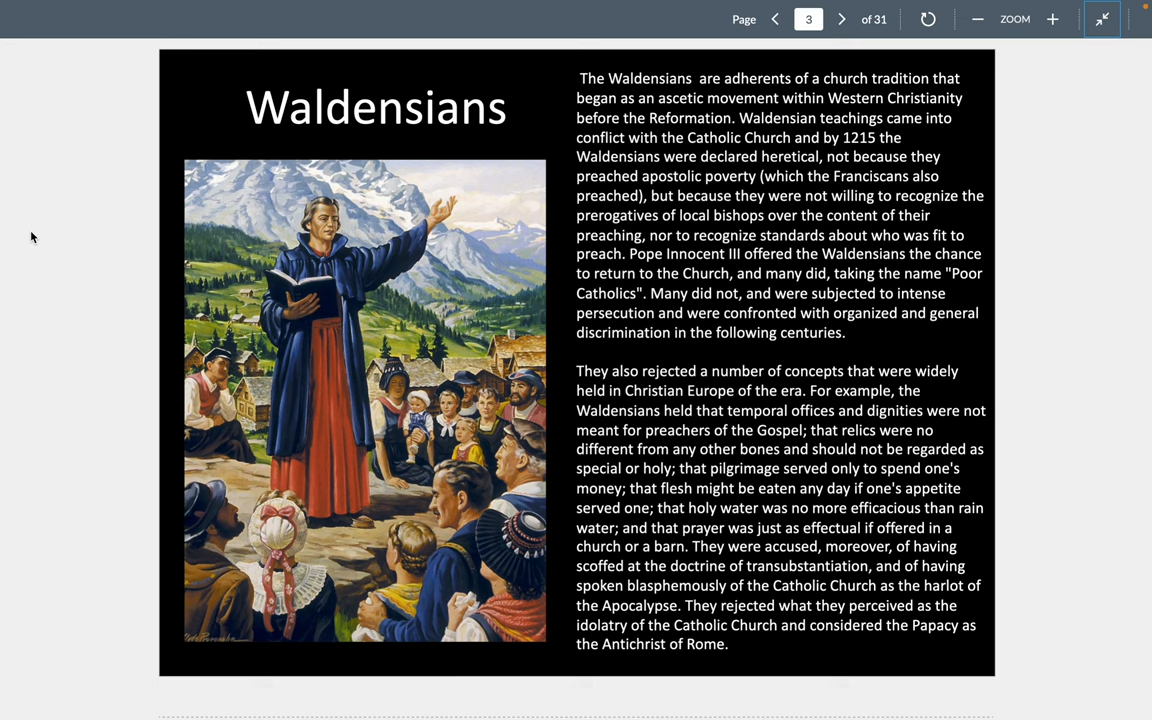 Page 3 of 31 ZOOM
Waldensians
The Waldensians are adherents of a church tradition that
began as an ascetic movement within Western Christianity
before the Reformation. Waldensian teachings came into
conflict with the Catholic Church and by 1215 the
Waldensians were declared heretical, not because they
preached apostolic poverty (which the Franciscans also
preached), but because they were not willing to recognize the
prerogatives of local bishops over the content of their
preaching, nor to recognize standards about who was fit to
preach. Pope Innocent III offered the Waldensians the chance
to return to the Church, and many did, taking the name "Poor
Catholics". Many did not, and were subjected to intense
persecution and were confronted with organized and general
discrimination in the following centuries.
They also rejected a number of concepts that were widely
held in Christian Europe of the era. For example, the
Waldensians held that temporal offices and dignities were not
meant for preachers of the Gospel; that relics were no
different from any other bones and should not be regarded as
special or holy; that pilgrimage served only to spend one's
money; that flesh might be eaten any day if one's appetite
served one; that holy water was no more efficacious than rain
water; and that prayer was just as effectual if offered in a
church or a barn. They were accused, moreover, of having
scoffed at the doctrine of transubstantiation, and of having
spoken blasphemously of the Catholic Church as the harlot of
the Apocalypse. They rejected what they perceived as the
idolatry of the Catholic Church and considered the Papacy as
the Antichrist of Rome.